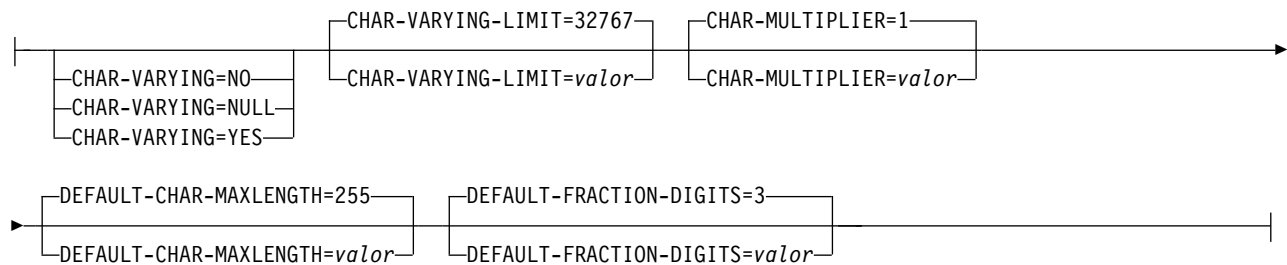 CHAR-VARYING-LIMIT=32767 CHAR-MULTIPLIER=1
CHAR-VARYING=NO CHAR-VARYING-LIMIT=valor CHAR-MULTIPLIER=valor
CHAR-VARYING=NULL
CHAR-VARYING=YES
DEFAULT-CHAR-MAXLENGTH=255 DEFAULT-FRACTION-DIGITS=3
DEFAULT-CHAR-MAXLENGTH=valor DEFAULT-FRACTION-DIGITS=valor